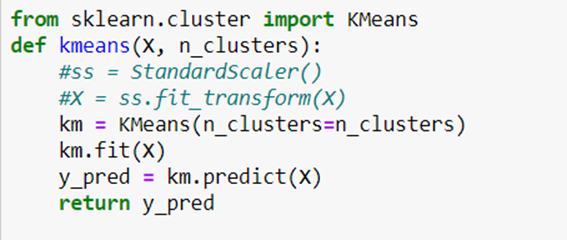 from sklearn.cluster import KMeans
def kmeans(X, n_clusters):
    #ss = StandardScaler()
    #X = ss.fit_transform(X)
    km = KMeans(n_clusters=n_clusters)
    km.fit(X)
    y_pred = km.predict(X)
    return y_pred